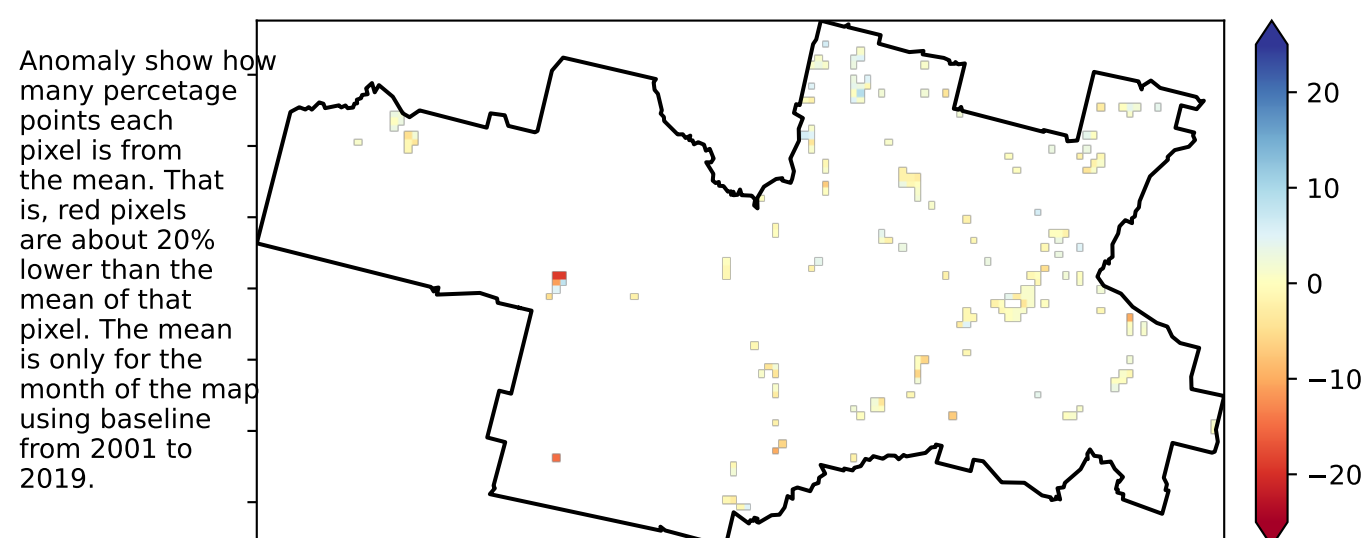 Anomaly show how
many percetage
points each
pixel is from
the mean. That
is, red pixels
are about 20%
lower than the
mean of that
pixel. The mean
is only for the
month of the map
using baseline
from 2001 to
2019.
20
10
0
−10
−20